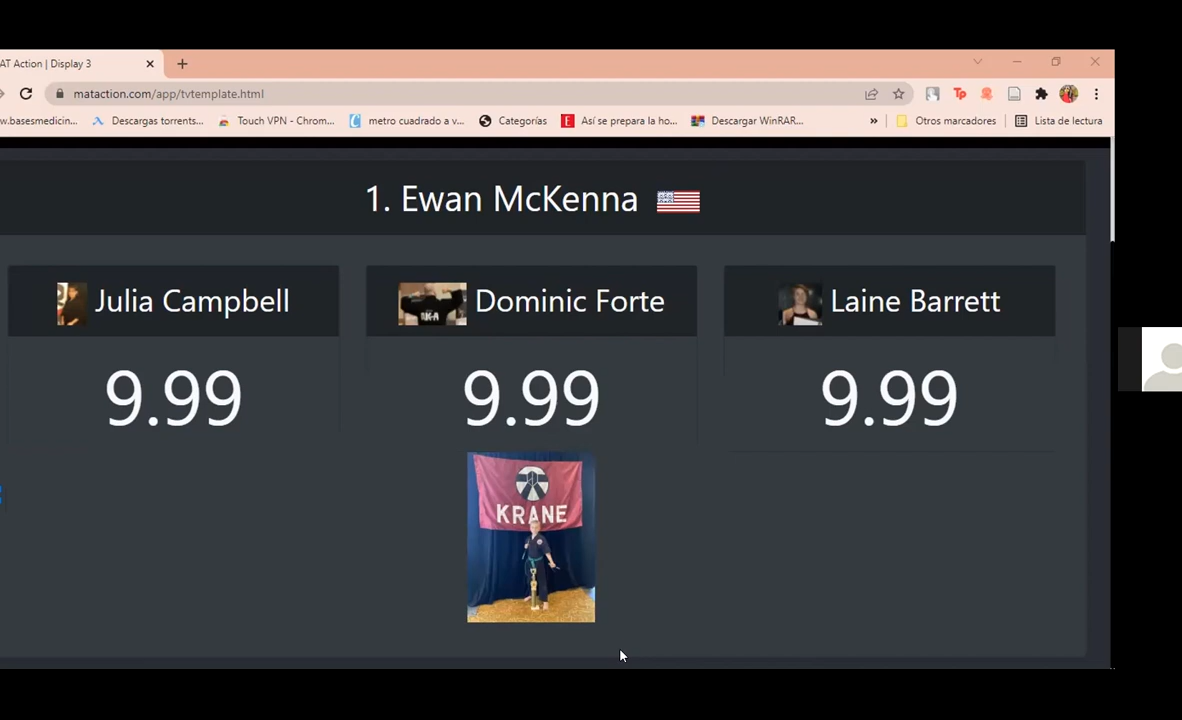 AT Action | Display 3
mataction.com/app/tvtemplate.html
w.basesmedicin...
Descargas torrents...
Touch VPN - Chrom...
metro cuadrado a v...
Categorías
Así se prepara la ho...
Descargar WinRAR...
»
Otros marcadores
Lista de lectura
1. Ewan McKenna
Julia Campbell
Dominic Forte
Laine Barrett
9.99
9.99
9.99
KRANE